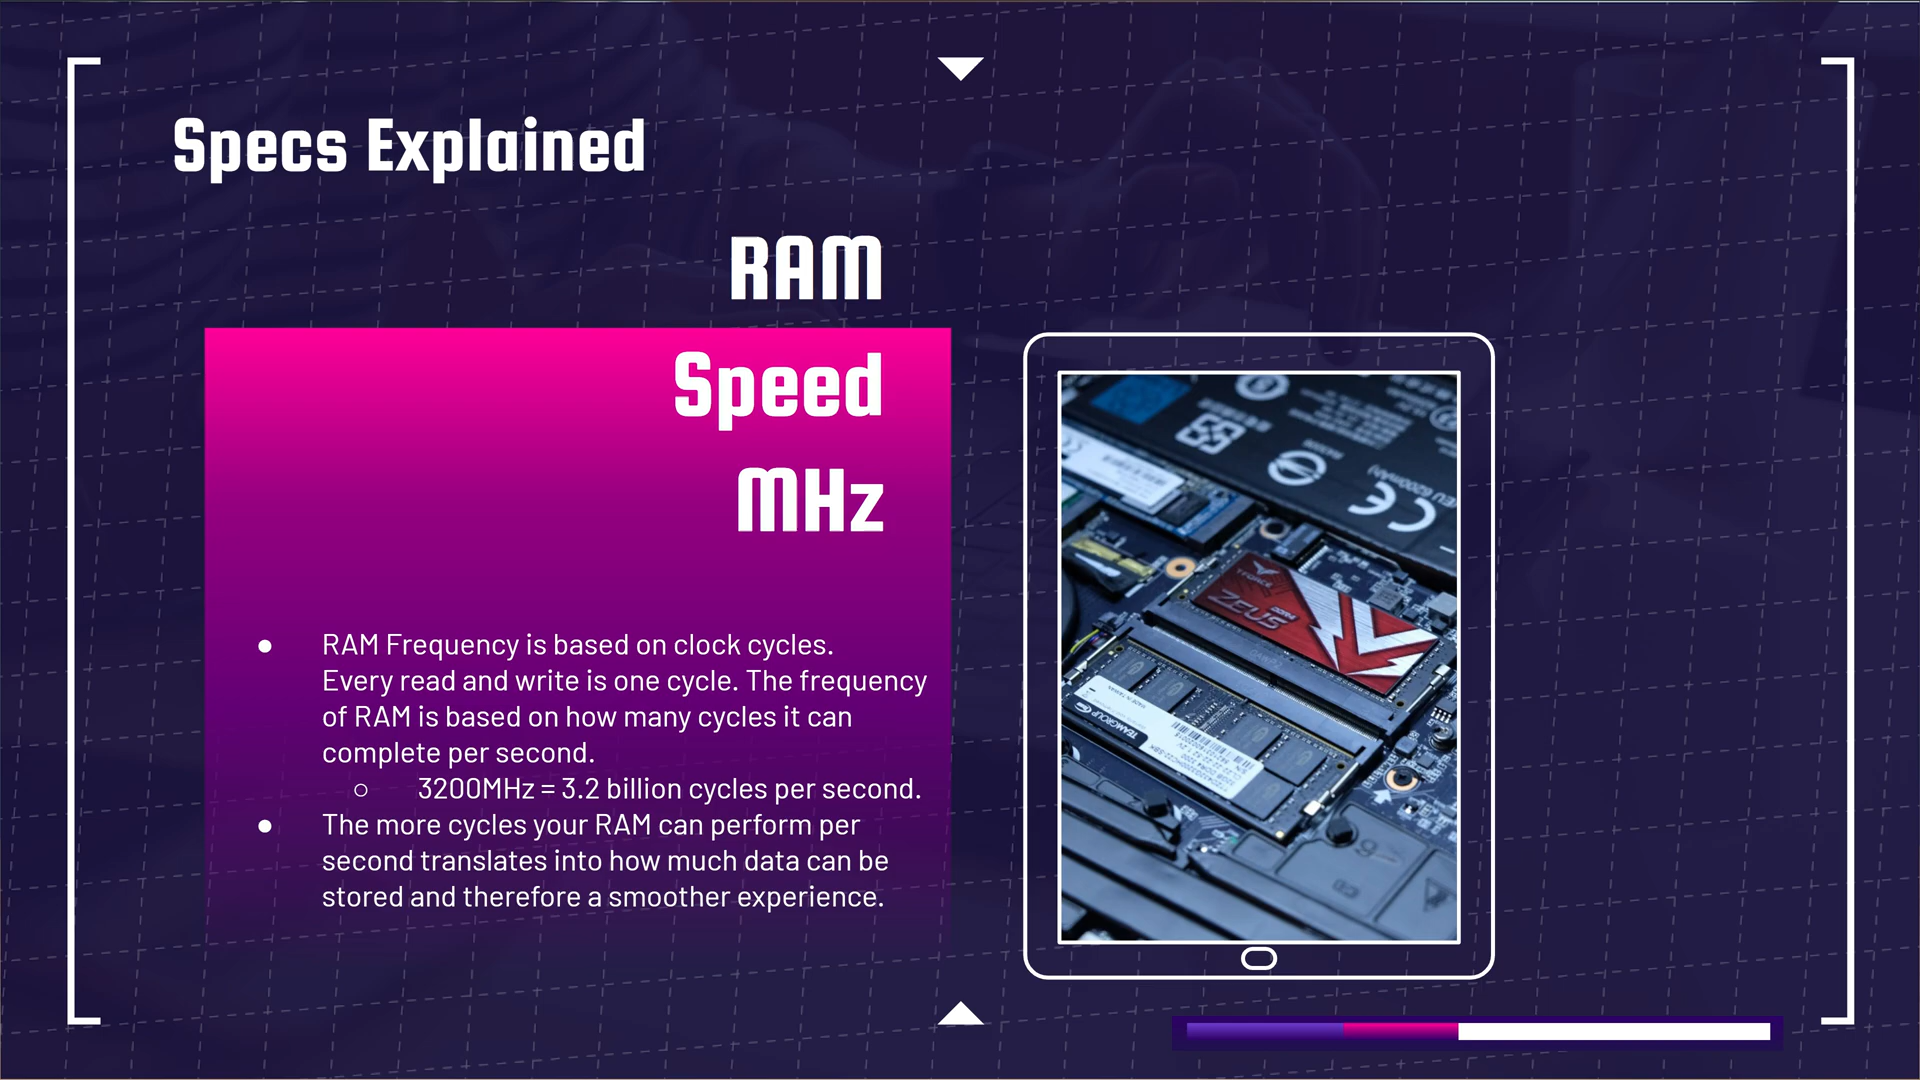 Specs Explained
RAM
Speed
MHz
● RAM Frequency is based on clock cycles.
Every read and write is one cycle. The frequency
of RAM is based on how many cycles it can
complete per second.
○ 3200MHz = 3.2 billion cycles per second.
● The more cycles your RAM can perform per
second translates into how much data can be
stored and therefore a smoother experience.
CE
T-FORCE
ZEUS
TEAMGROUP